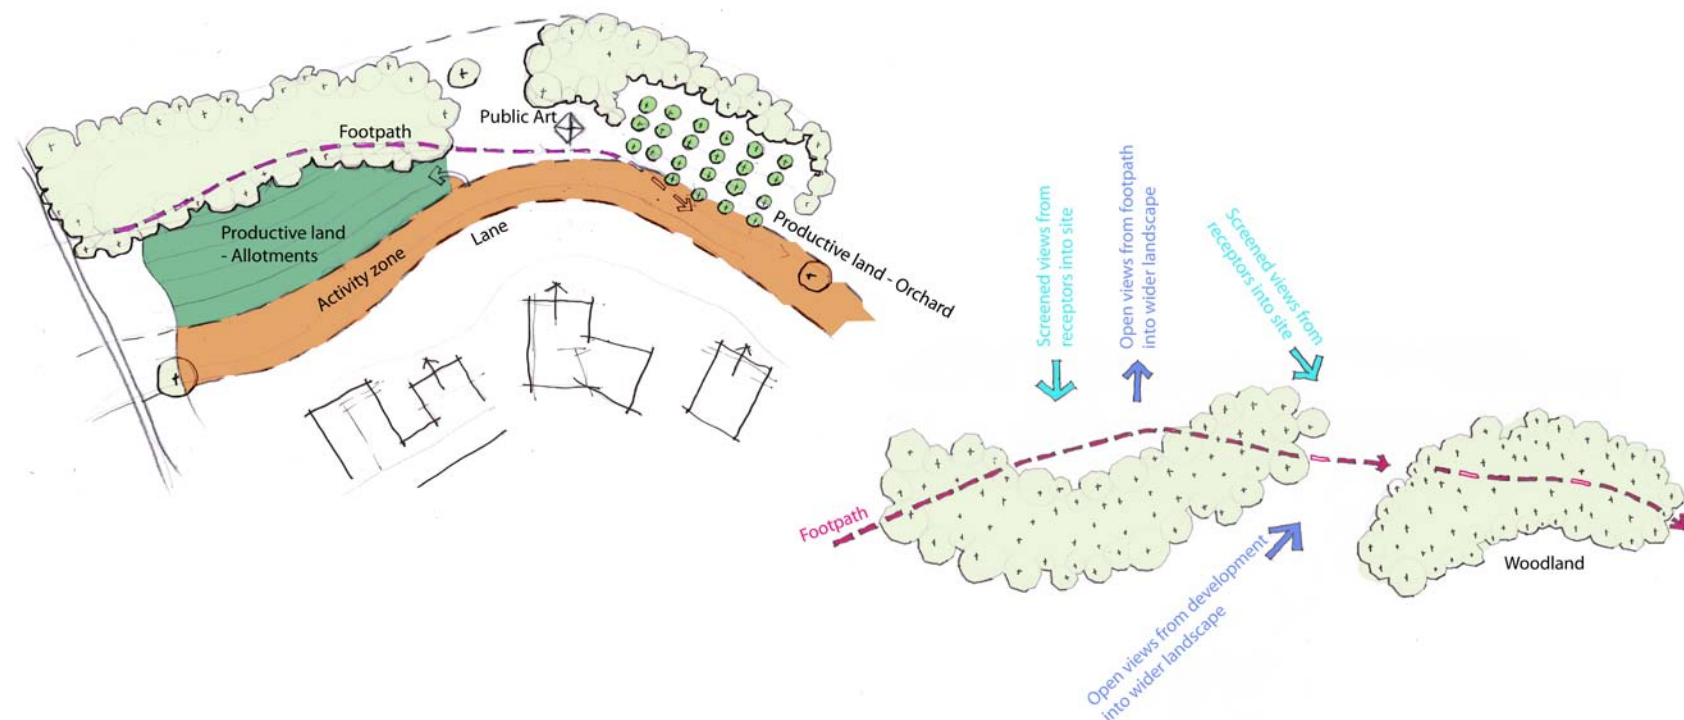 Public Art
Footpath
Productive land
- Allotments
Activity zone
Lane
Productive land - Orchard
Screened views from
receptors into site
Open views from footpath
into wider landscape
Screened views from
receptors into site
Footpath
Open views from development
into wider landscape
Woodland